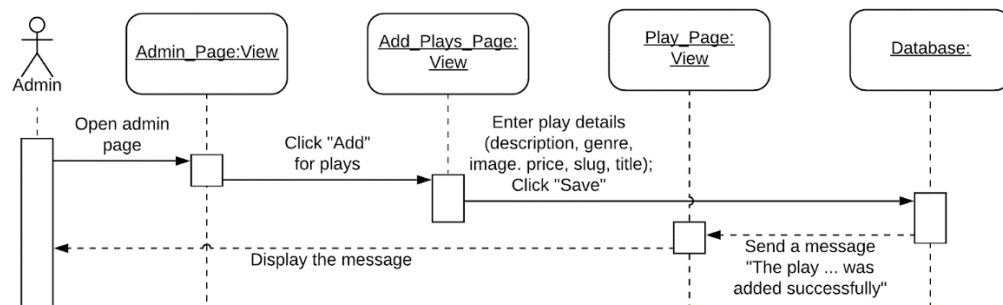 Admin
Admin_Page:View
Add_Plays_Page:
View
Play_Page:
View
Database:
Open admin
page
Click "Add"
for plays
Enter play details
(description, genre,
image. price, slug, title);
Click "Save"
Send a message
"The play ... was
added successfully"
Display the message